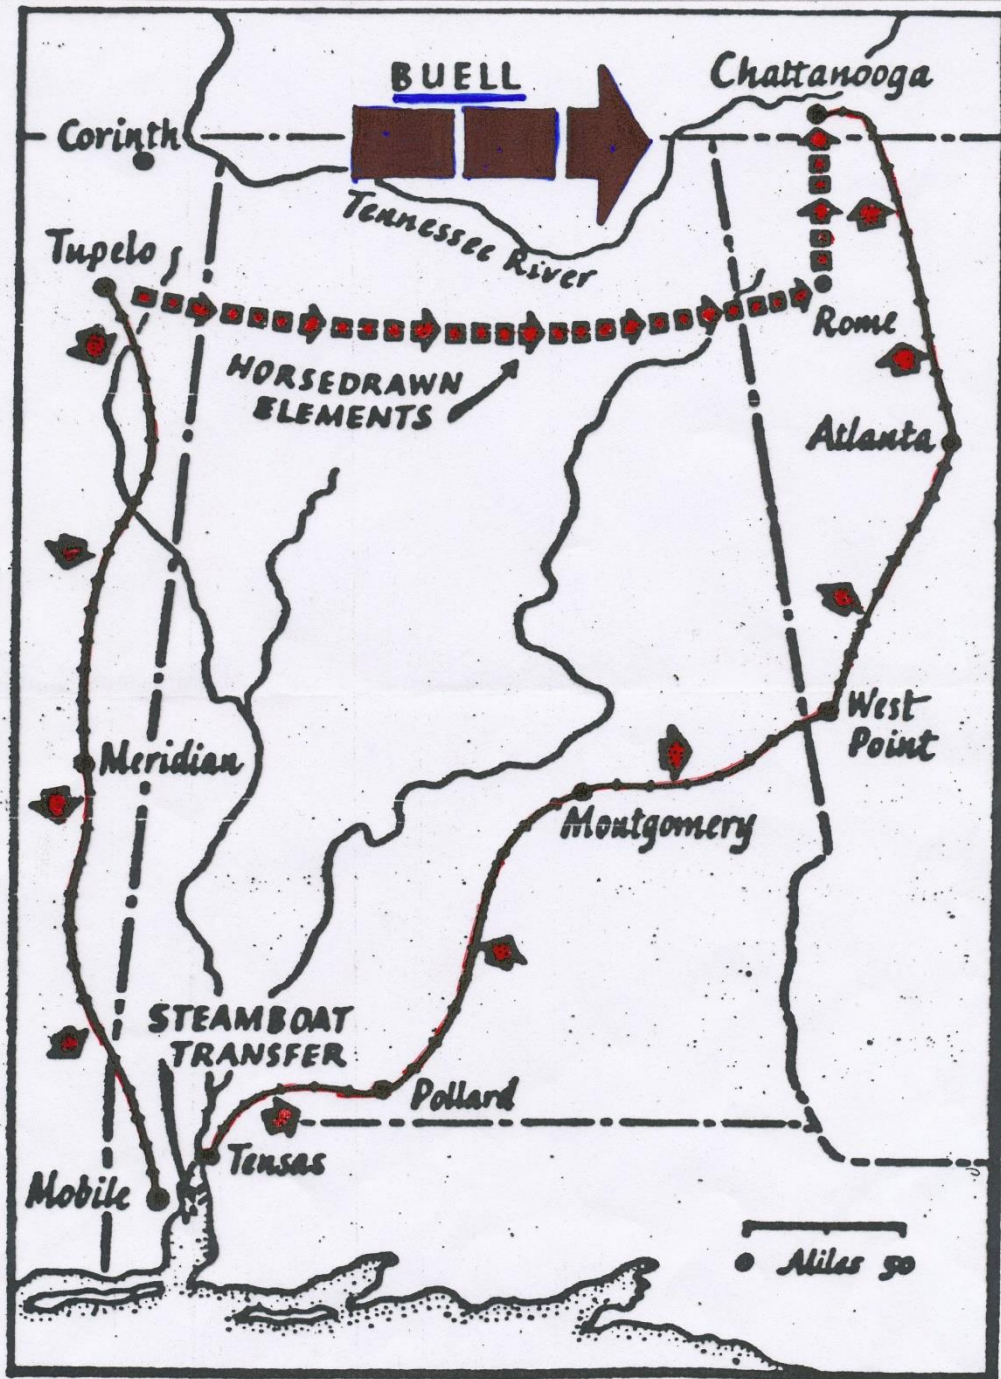 BUELL
Chattanooga
Corinth
Tennessee River
Tupelo
Rome
HORSEDRAWN
ELEMENTS
Atlanta
West
Point
Meridian
Montgomery
STEAMBOAT
TRANSFER
Pollard
Tensas
Mobile
0 Miles 50